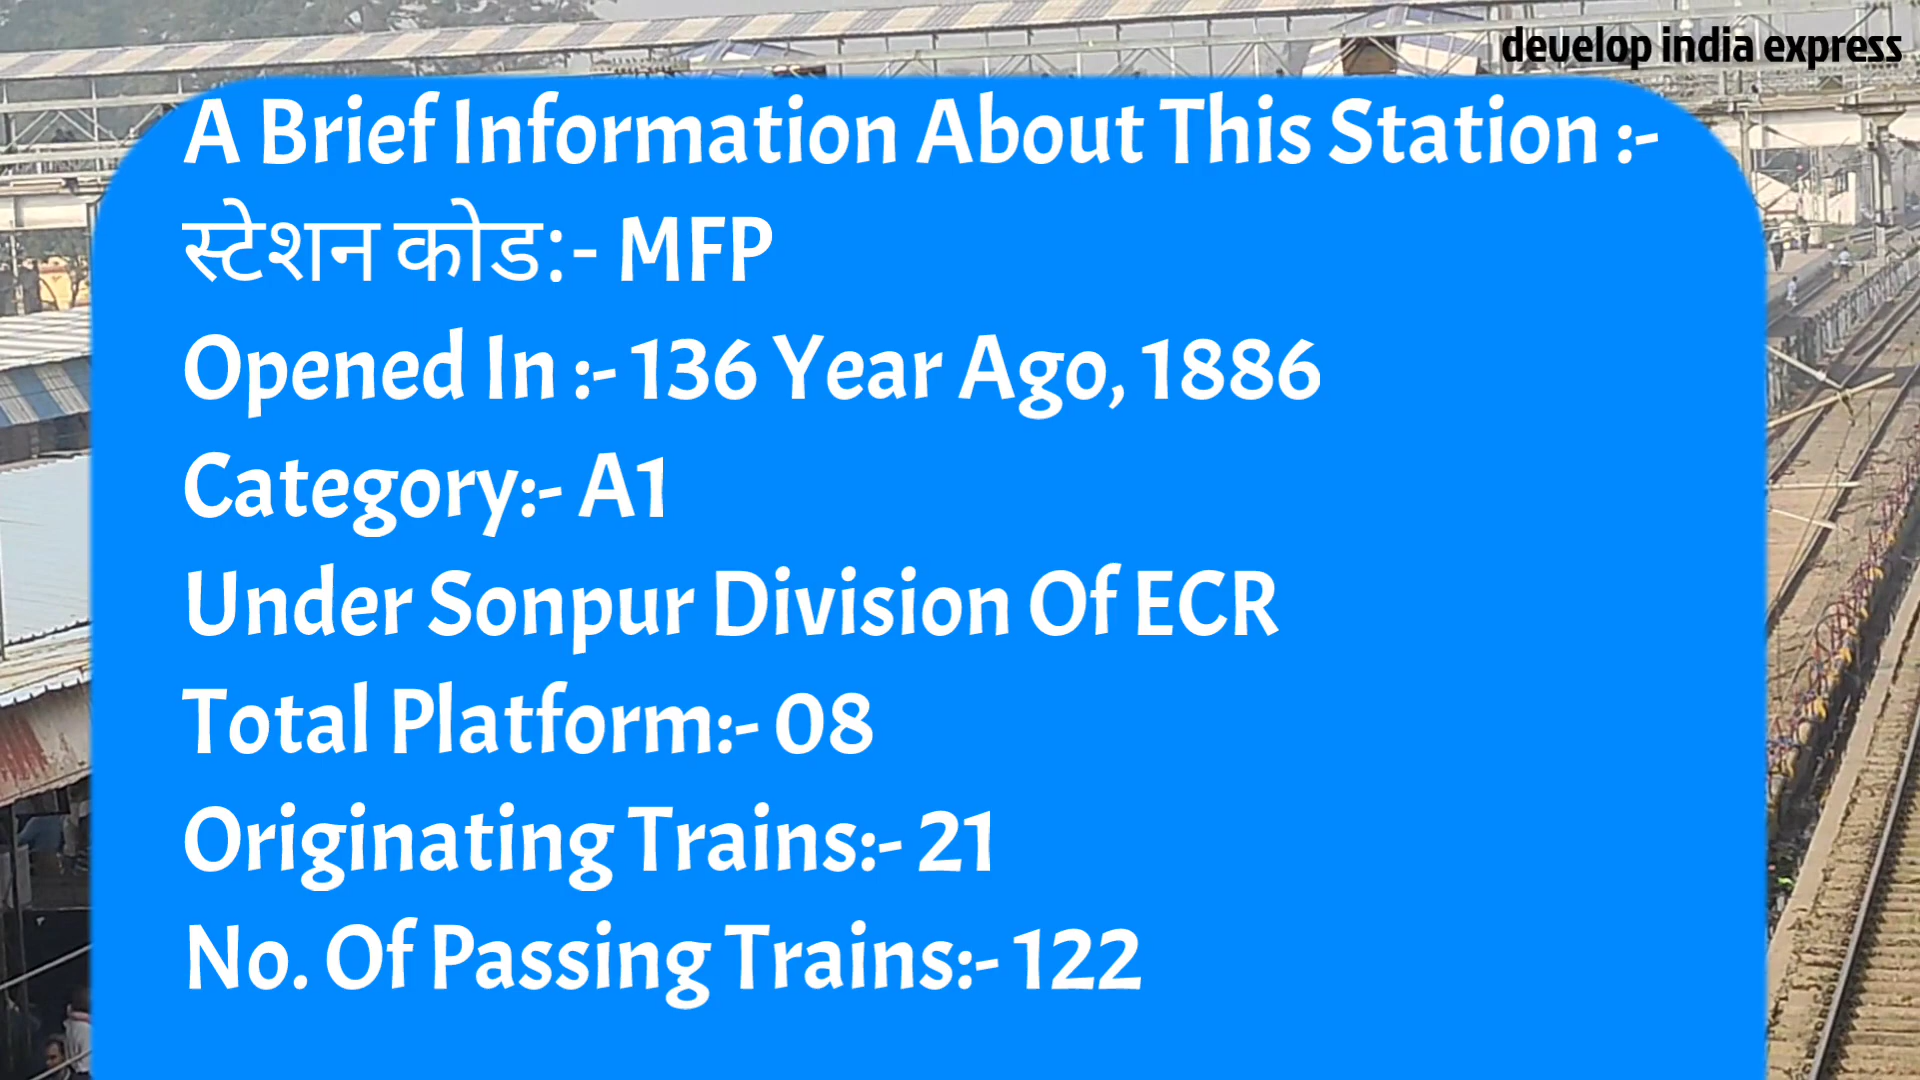 develop india express
A Brief Information About This Station :-
स्टेशन कोड:- MFP
Opened In :- 136 Year Ago, 1886
Category:- A1
Under Sonpur Division Of ECR
Total Platform:- 08
Originating Trains:- 21
No. Of Passing Trains:- 122